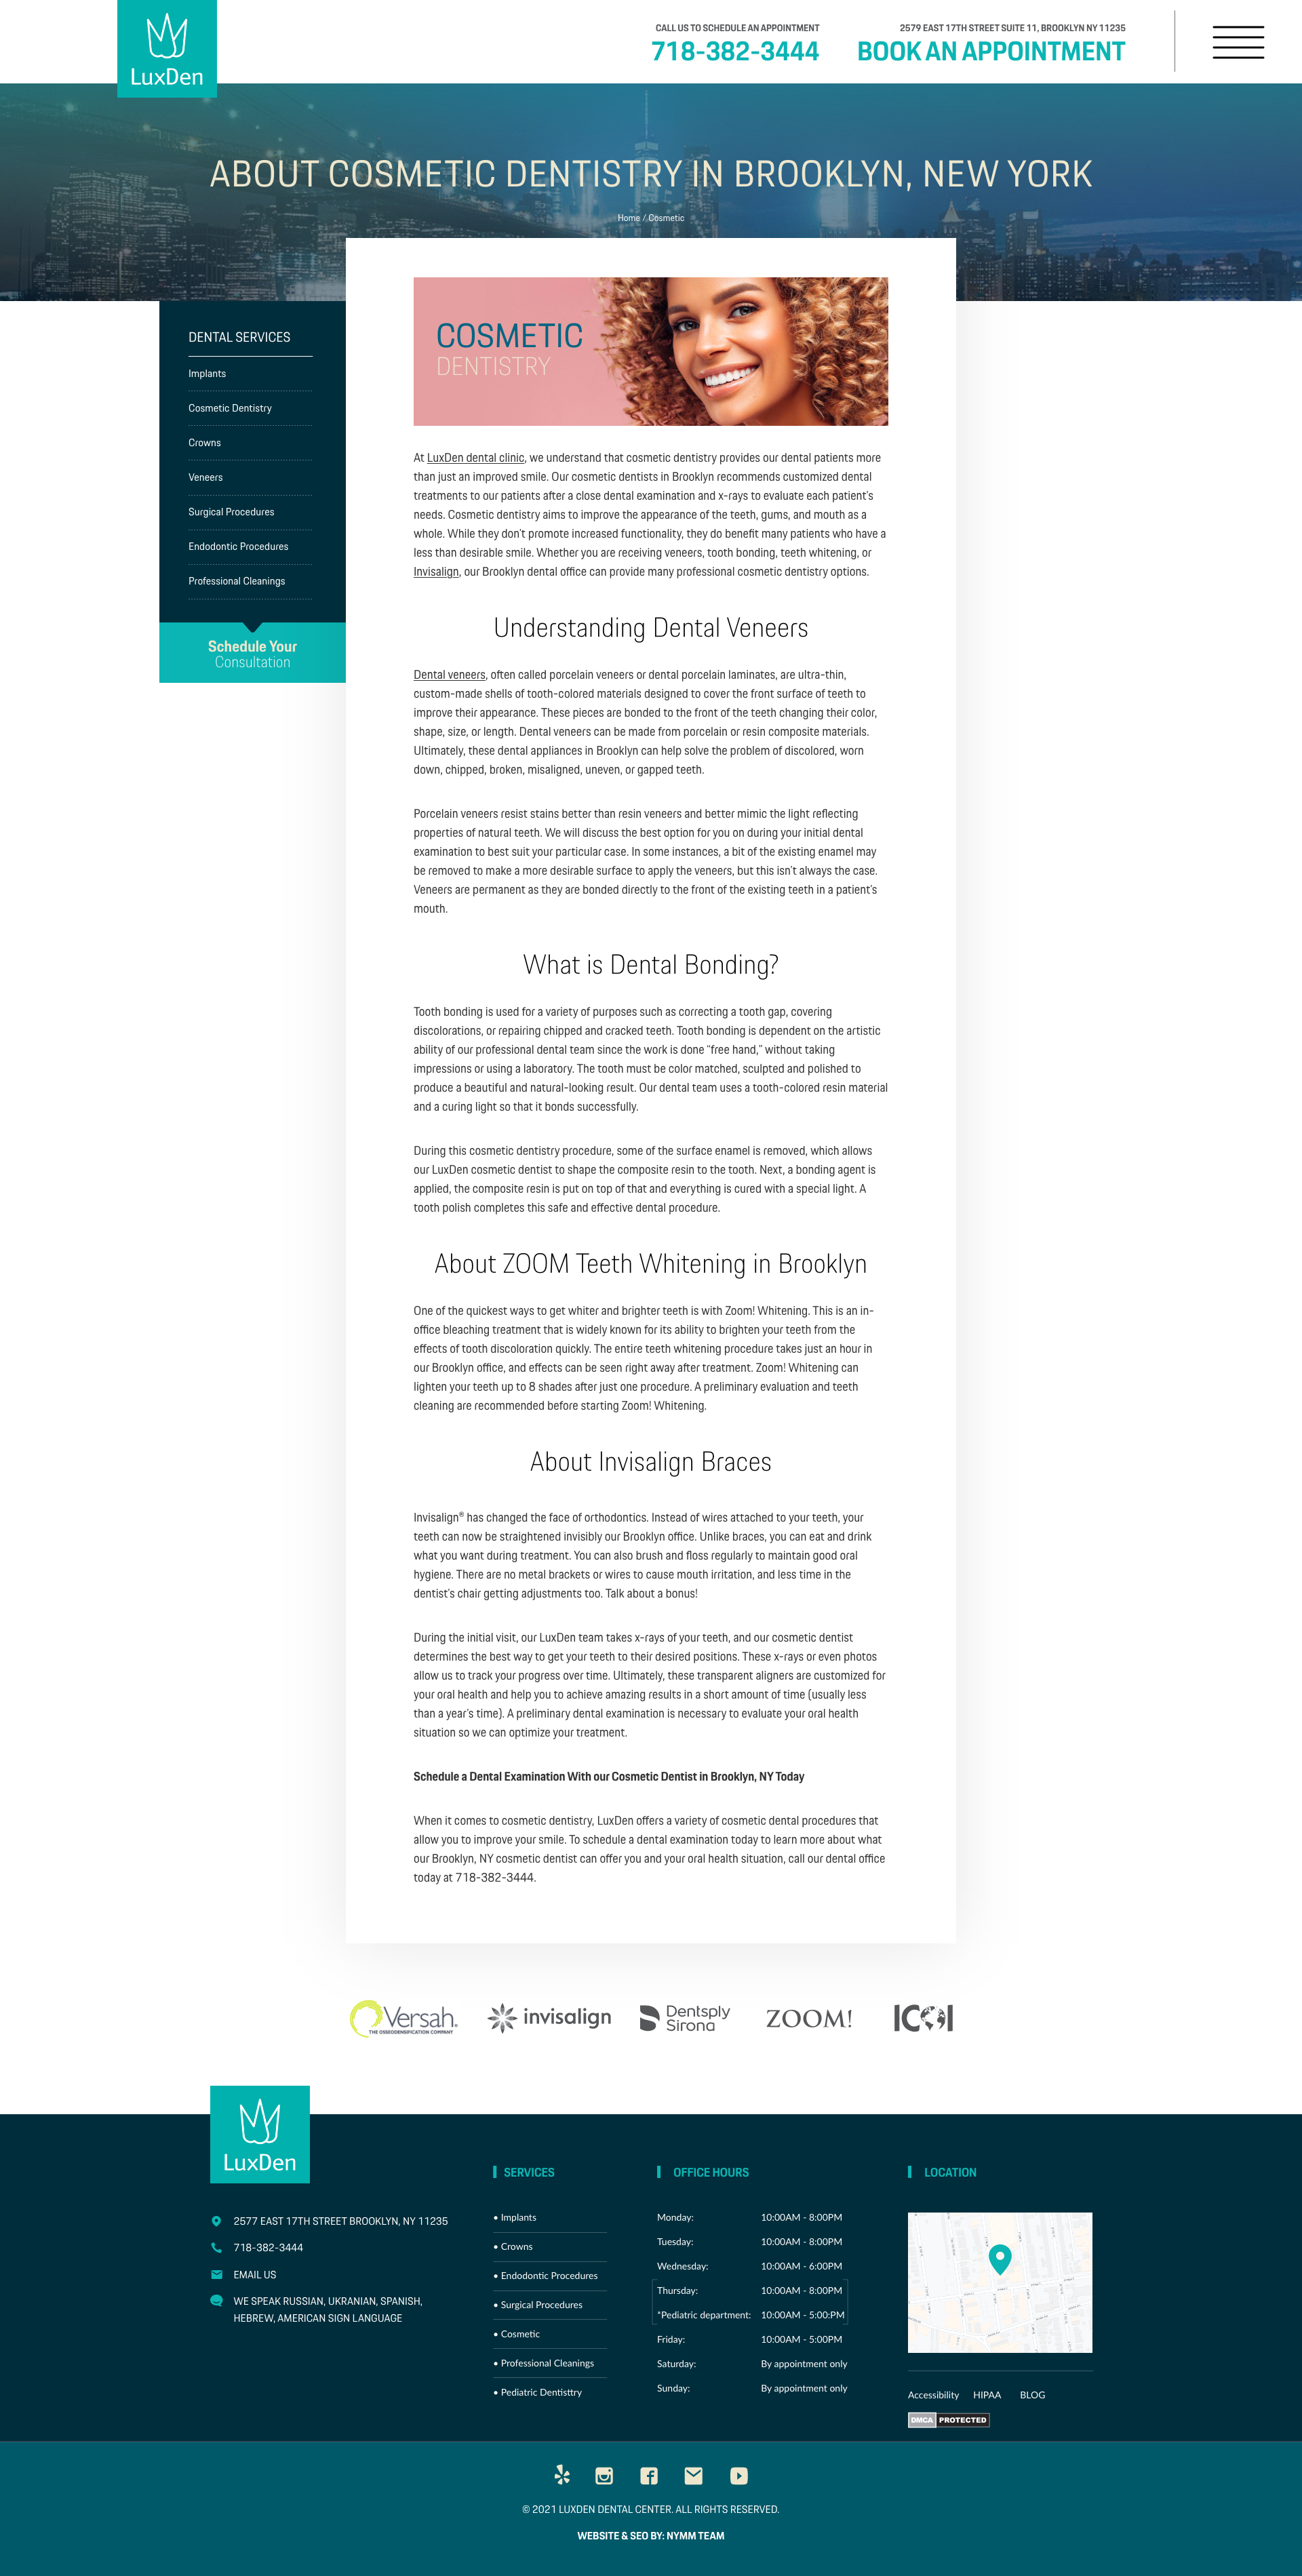 LuxDen
CALL US TO SCHEDULE AN APPOINTMENT
718-382-3444
2579 EAST 17TH STREET SUITE 11, BROOKLYN NY 11235
BOOK AN APPOINTMENT
ABOUT COSMETIC DENTISTRY IN BROOKLYN, NEW YORK
Home / Cosmetic
DENTAL SERVICES
Implants
Cosmetic Dentistry
Crowns
Veneers
Surgical Procedures
Endodontic Procedures
Professional Cleanings
Schedule Your
Consultation
COSMETIC
DENTISTRY
At LuxDen dental clinic, we understand that cosmetic dentistry provides our dental patients more
than just an improved smile. Our cosmetic dentists in Brooklyn recommends customized dental
treatments to our patients after a close dental examination and x-rays to evaluate each patient's
needs. Cosmetic dentistry aims to improve the appearance of the teeth, gums, and mouth as a
whole. While they don't promote increased functionality, they do benefit many patients who have a
less than desirable smile. Whether you are receiving veneers, tooth bonding, teeth whitening, or
Invisalign, our Brooklyn dental office can provide many professional cosmetic dentistry options.
Understanding Dental Veneers
Dental veneers, often called porcelain veneers or dental porcelain laminates, are ultra-thin,
custom-made shells of tooth-colored materials designed to cover the front surface of teeth to
improve their appearance. These pieces are bonded to the front of the teeth changing their color,
shape, size, or length. Dental veneers can be made from porcelain or resin composite materials.
Ultimately, these dental appliances in Brooklyn can help solve the problem of discolored, worn
down, chipped, broken, misaligned, uneven, or gapped teeth.
Porcelain veneers resist stains better than resin veneers and better mimic the light reflecting
properties of natural teeth. We will discuss the best option for you on during your initial dental
examination to best suit your particular case. In some instances, a bit of the existing enamel may
be removed to make a more desirable surface to apply the veneers, but this isn't always the case.
Veneers are permanent as they are bonded directly to the front of the existing teeth in a patient's
mouth.
What is Dental Bonding?
Tooth bonding is used for a variety of purposes such as correcting a tooth gap, covering
discolorations, or repairing chipped and cracked teeth. Tooth bonding is dependent on the artistic
ability of our professional dental team since the work is done “free hand,” without taking
impressions or using a laboratory. The tooth must be color matched, sculpted and polished to
produce a beautiful and natural-looking result. Our dental team uses a tooth-colored resin material
and a curing light so that it bonds successfully.
During this cosmetic dentistry procedure, some of the surface enamel is removed, which allows
our LuxDen cosmetic dentist to shape the composite resin to the tooth. Next, a bonding agent is
applied, the composite resin is put on top of that and everything is cured with a special light. A
tooth polish completes this safe and effective dental procedure.
About ZOOM Teeth Whitening in Brooklyn
One of the quickest ways to get whiter and brighter teeth is with Zoom! Whitening. This is an in-
office bleaching treatment that is widely known for its ability to brighten your teeth from the
effects of tooth discoloration quickly. The entire teeth whitening procedure takes just an hour in
our Brooklyn office, and effects can be seen right away after treatment. Zoom! Whitening can
lighten your teeth up to 8 shades after just one procedure. A preliminary evaluation and teeth
cleaning are recommended before starting Zoom! Whitening.
About Invisalign Braces
Invisalign® has changed the face of orthodontics. Instead of wires attached to your teeth, your
teeth can now be straightened invisibly our Brooklyn office. Unlike braces, you can eat and drink
what you want during treatment. You can also brush and floss regularly to maintain good oral
hygiene. There are no metal brackets or wires to cause mouth irritation, and less time in the
dentist's chair getting adjustments too. Talk about a bonus!
During the initial visit, our LuxDen team takes x-rays of your teeth, and our cosmetic dentist
determines the best way to get your teeth to their desired positions. These x-rays or even photos
allow us to track your progress over time. Ultimately, these transparent aligners are customized for
your oral health and help you to achieve amazing results in a short amount of time (usually less
than a year's time). A preliminary dental examination is necessary to evaluate your oral health
situation so we can optimize your treatment.
Schedule a Dental Examination With our Cosmetic Dentist in Brooklyn, NY Today
When it comes to cosmetic dentistry, LuxDen offers a variety of cosmetic dental procedures that
allow you to improve your smile. To schedule a dental examination today to learn more about what
our Brooklyn, NY cosmetic dentist can offer you and your oral health situation, call our dental office
today at 718-382-3444.
Versah.
THE OSSEODENSIFICATION COMPANY
invisalign
Dentsply
Sirona
ZOOM!
ICOI
LuxDen
2577 EAST 17TH STREET BROOKLYN, NY 11235
718-382-3444
EMAIL US
WE SPEAK RUSSIAN, UKRANIAN, SPANISH,
HEBREW, AMERICAN SIGN LANGUAGE
SERVICES
• Implants
• Crowns
• Endodontic Procedures
• Surgical Procedures
• Cosmetic
• Professional Cleanings
• Pediatric Dentisttry
OFFICE HOURS
Monday: 10:00AM - 8:00PM
Tuesday: 10:00AM - 8:00PM
Wednesday: 10:00AM - 6:00PM
Thursday: 10:00AM - 8:00PM
*Pediatric department: 10:00AM - 5:00:PM
Friday: 10:00AM - 5:00PM
Saturday: By appointment only
Sunday: By appointment only
LOCATION
Accessibility HIPAA BLOG
DMCA PROTECTED
© 2021 LUXDEN DENTAL CENTER. ALL RIGHTS RESERVED.
WEBSITE & SEO BY: NYMM TEAM